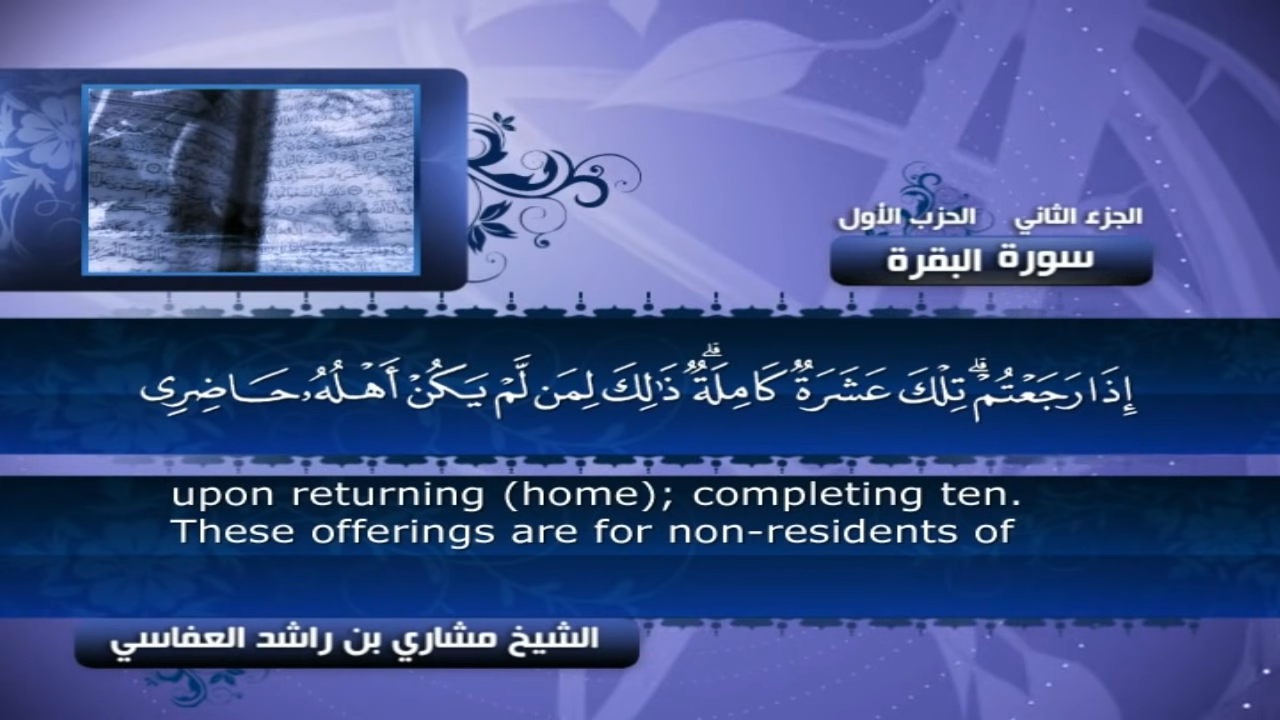 الجزء الثاني الحزب الأول
سورة البقرة
إِذَا رَجَعْتُمْ ۗ تِلْكَ عَشَرَةٌ كَامِلَةٌ ۗ ذَٰلِكَ لِمَن لَّمْ يَكُنْ أَهْلُهُۥ حَاضِرِى
upon returning (home); completing ten.
These offerings are for non-residents of
الشيخ مشاري بن راشد العفاسي